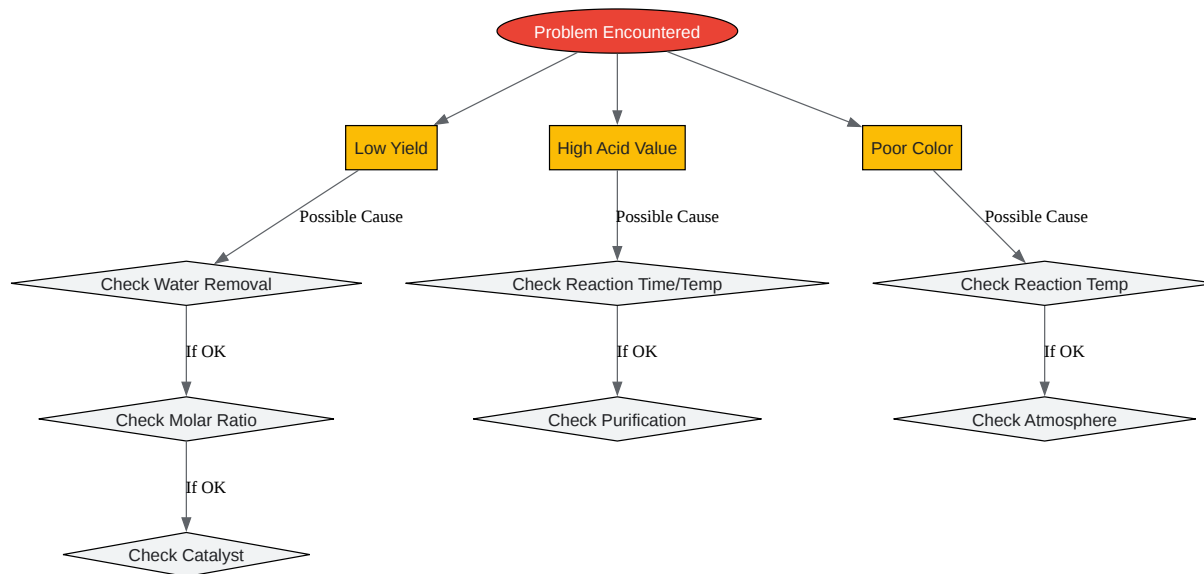 Problem Encountered
Low Yield
High Acid Value
Poor Color
Possible Cause
Possible Cause
Possible Cause
Check Water Removal
Check Reaction Time/Temp
Check Reaction Temp
If OK
If OK
If OK
Check Molar Ratio
Check Purification
Check Atmosphere
If OK
Check Catalyst